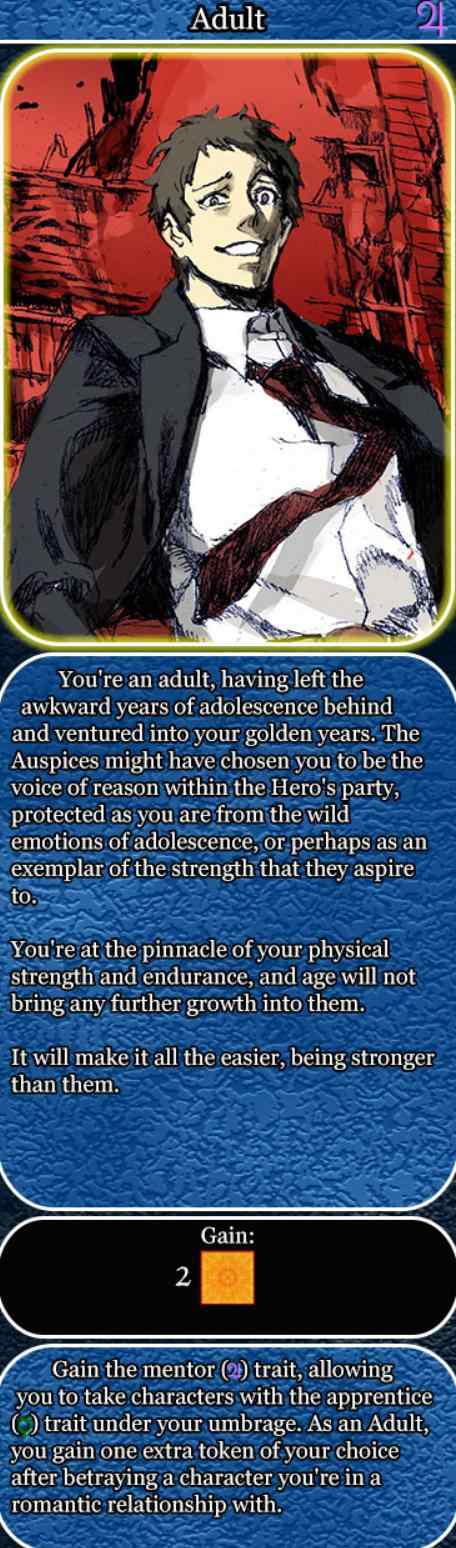 Adult ♃
You're an adult, having left the
awkward years of adolescence behind
and ventured into your golden years. The
Auspices might have chosen you to be the
voice of reason within the Hero's party,
protected as you are from the wild
emotions of adolescence, or perhaps as an
exemplar of the strength that they aspire
to.
You're at the pinnacle of your physical
strength and endurance, and age will not
bring any further growth into them.
It will make it all the easier, being stronger
than them.
Gain:
2
Gain the mentor (♃) trait, allowing
you to take characters with the apprentice
() trait under your umbrage. As an Adult,
you gain one extra token of your choice
after betraying a character you're in a
romantic relationship with.